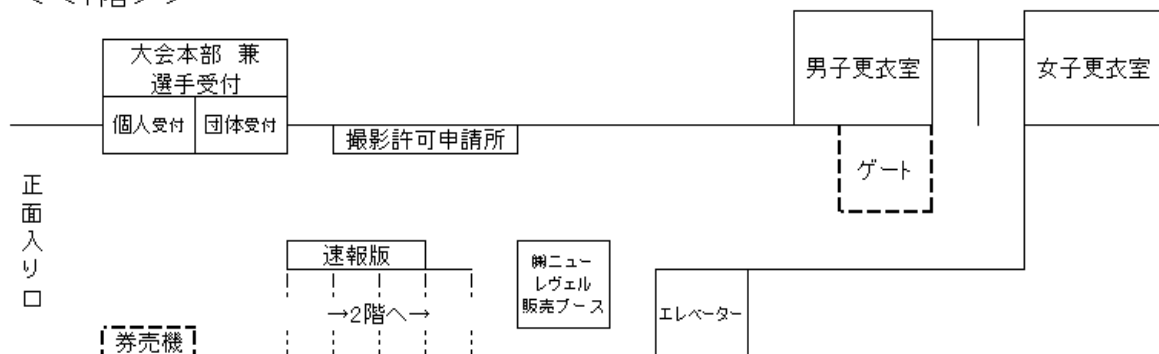 ＜＜1階＞＞
大会本部 兼
選手受付
男子更衣室
女子更衣室
個人受付
団体受付
撮影許可申請所
ゲート
正面入り口
速報版
㈱ニュー
レヴェル
販売ブース
→2階へ→
エレベーター
券売機